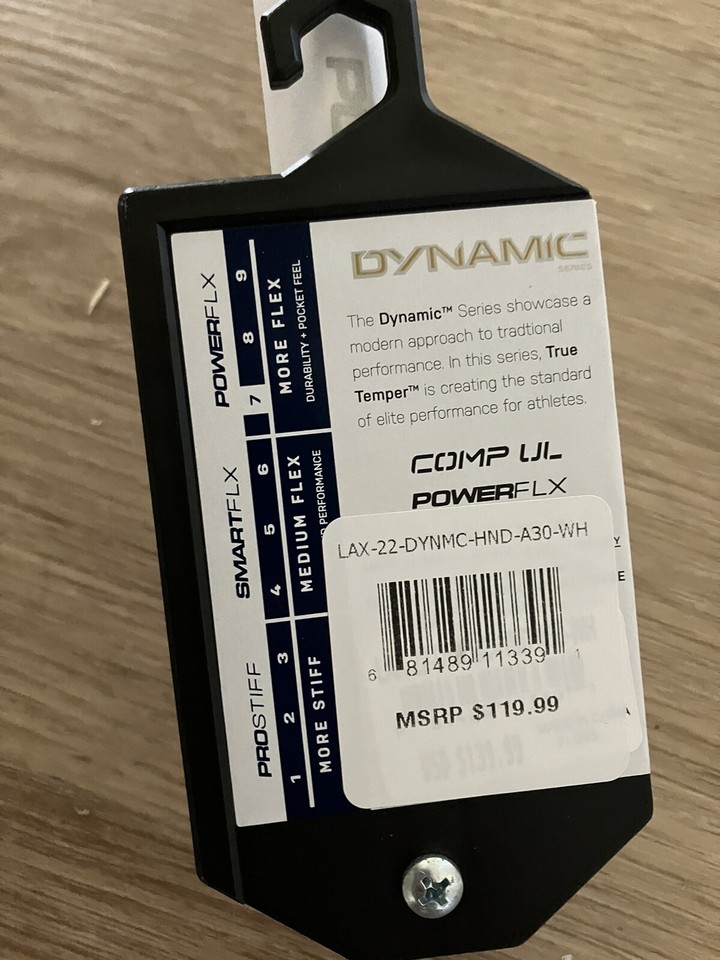 DYNAMIC
SERIES
The Dynamic™ Series showcase a
modern approach to tradtional
performance. In this series, True
Temper™ is creating the standard
of elite performance for athletes.
COMP UL
POWERFLX
LAX-22-DYNMC-HND-A30-WH
6 81489 11339 1
MSRP $119.99
POWERFLX
SMARTFLX
PROSTIFF
1 2 3 4 5 6 7 8 9
MORE FLEX
DURABILITY + POCKET FEEL
MEDIUM FLEX
PERFORMANCE
MORE STIFF